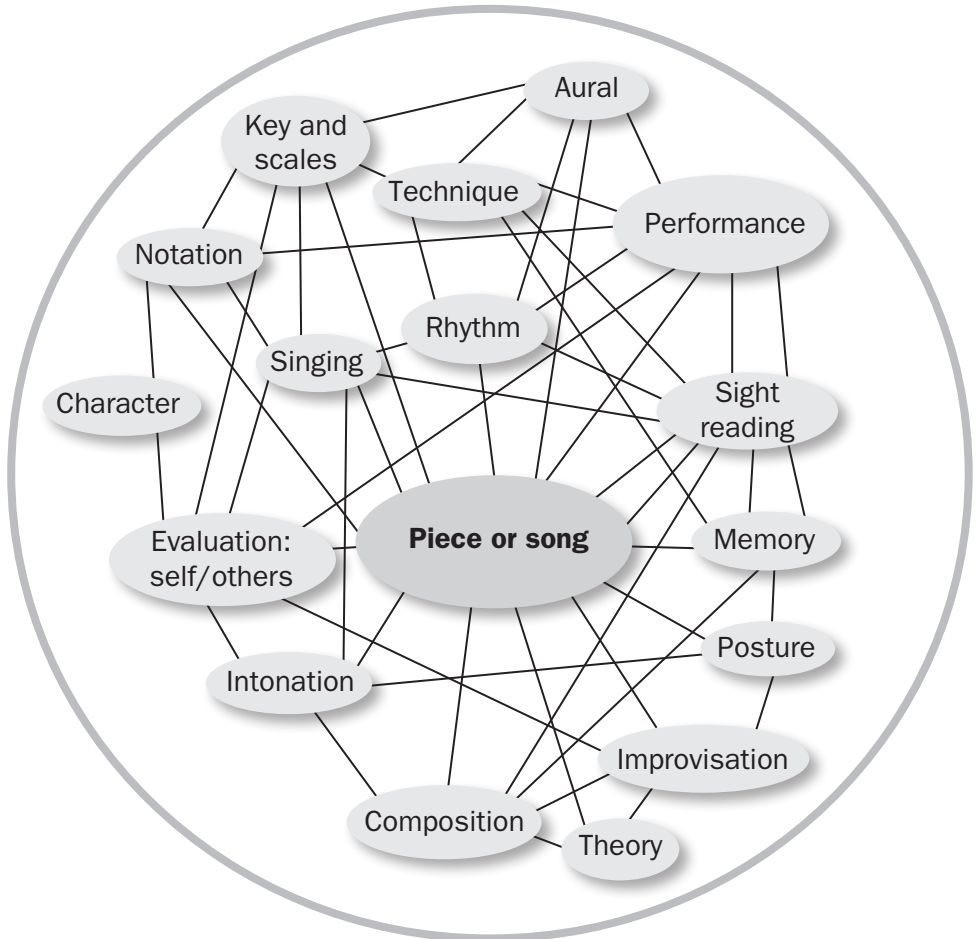 Aural
Key and
scales
Technique
Performance
Notation
Rhythm
Singing
Character
Sight
reading
Piece or song
Evaluation:
self/others
Memory
Posture
Intonation
Improvisation
Composition
Theory